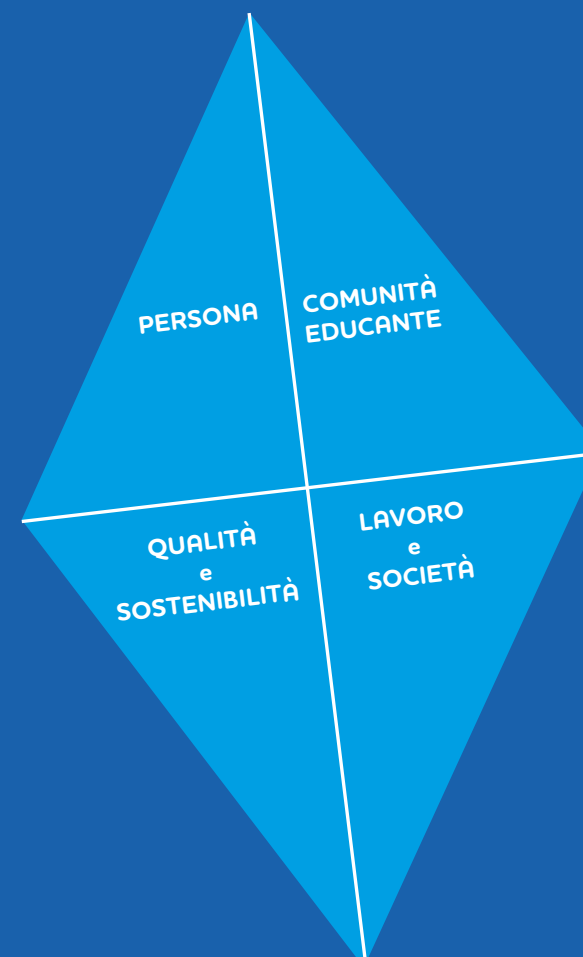 PERSONA
COMUNITÀ
EDUCANTE
QUALITÀ
e
SOSTENIBILITÀ
LAVORO
e
SOCIETÀ